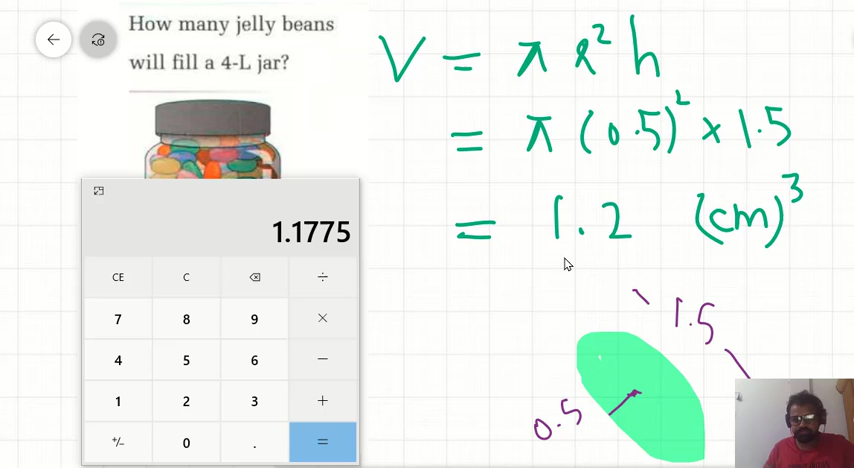 How many jelly beans
will fill a 4-L jar?
V = π r² h
= π (0.5)² × 1.5
= 1.2 (cm)³
1.1775
CE C ⌫ ÷
7 8 9 ×
4 5 6 −
1 2 3 +
+/− 0 . =
1.5
0.5